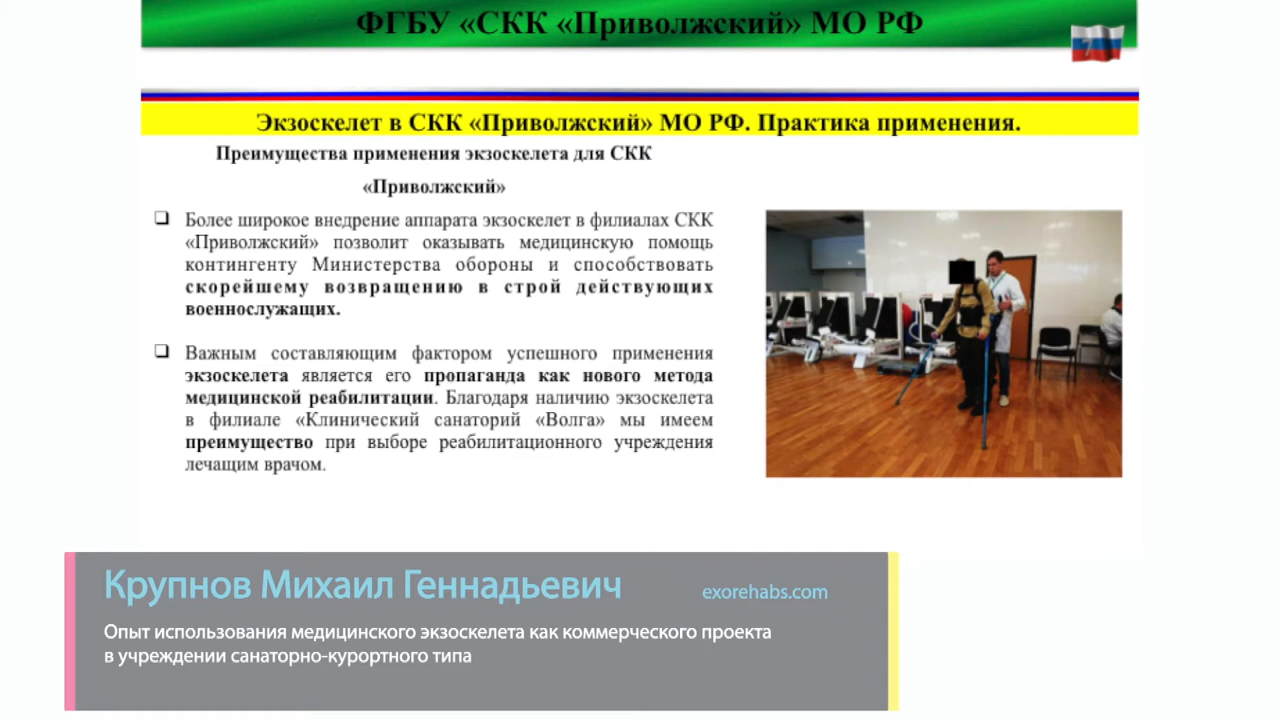 ФГБУ «СКК «Приволжский» МО РФ
7
Экзоскелет в СКК «Приволжский» МО РФ. Практика применения.
Преимущества применения экзоскелета для СКК
«Приволжский»
❑ Более широкое внедрение аппарата экзоскелет в филиалах СКК
«Приволжский» позволит оказывать медицинскую помощь
контингенту Министерства обороны и способствовать
скорейшему возвращению в строй действующих
военнослужащих.
❑ Важным составляющим фактором успешного применения
экзоскелета является его пропаганда как нового метода
медицинской реабилитации. Благодаря наличию экзоскелета
в филиале «Клинический санаторий «Волга» мы имеем
преимущество при выборе реабилитационного учреждения
лечащим врачом.
Крупнов Михаил Геннадьевич
exorehabs.com
Опыт использования медицинского экзоскелета как коммерческого проекта
в учреждении санаторно-курортного типа